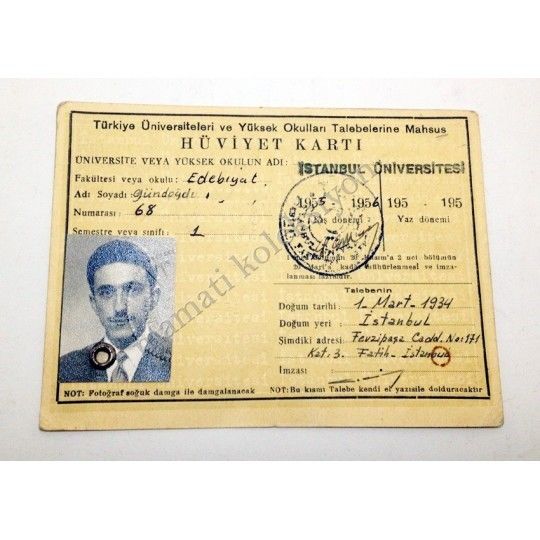 Türkiye Üniversiteleri ve Yüksek Okulları Talebelerine Mahsus
HÜVİYET KARTI
ÜNİVERSİTE VEYA YÜKSEK OKULUN ADI: İSTANBUL ÜNİVERSİTESİ
Fakültesi veya okulu: Edebiyat
Adı Soyadı: Gündoğdu
Numarası: 68
Semestre veya sınıfı: 1
1955 - 1956 195 - 195
Kış dönemi Yaz dönemi
Talebenin
Doğum tarihi: 1 - Mart - 1934
Doğum yeri: İstanbul
Şimdiki adresi: Fevzipaşa Cadd. No: 171
Kat: 3. Fatih - İstanbul
İmzası:
NOT: Fotoğraf soğuk damga ile damgalanacak
NOT: Bu kısmı Talebe kendi el yazısile dolduracaktır